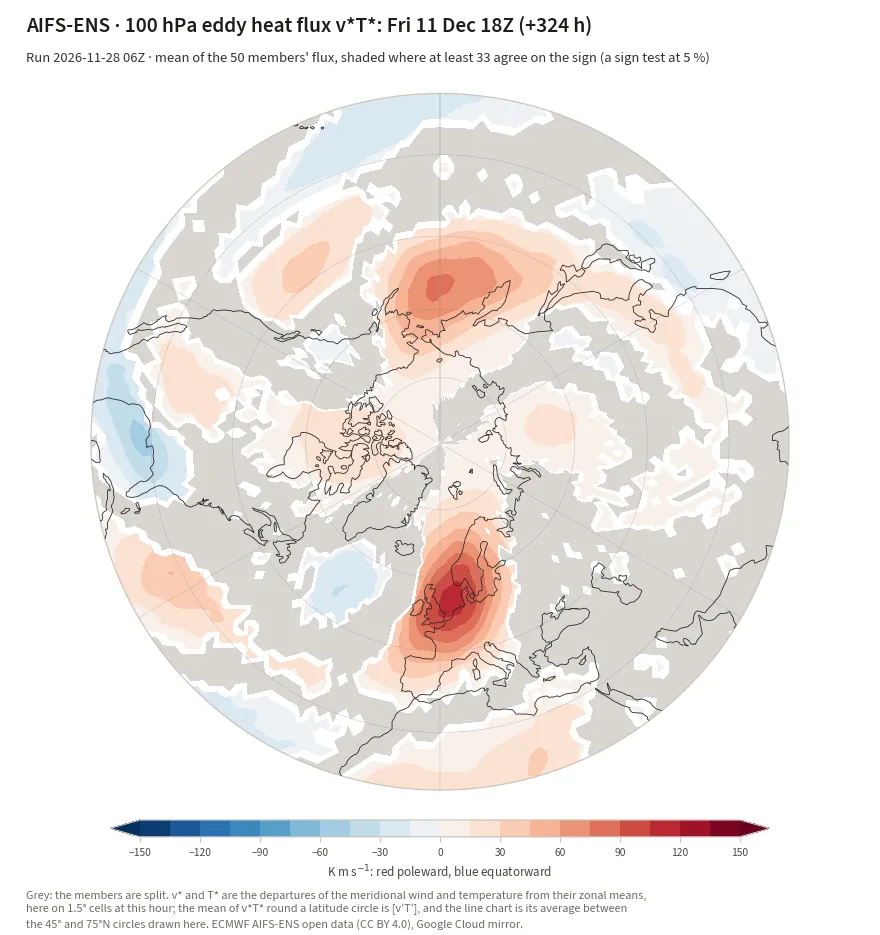 AIFS-ENS · 100 hPa eddy heat flux v*T*: Fri 11 Dec 18Z (+324 h)
Run 2026-11-28 06Z · mean of the 50 members' flux, shaded where at least 33 agree on the sign (a sign test at 5 %)
−150 −120 −90 −60 −30 0 30 60 90 120 150
K m s⁻¹: red poleward, blue equatorward
Grey: the members are split. v* and T* are the departures of the meridional wind and temperature from their zonal means,
here on 1.5° cells at this hour; the mean of v*T* round a latitude circle is [v'T'], and the line chart is its average between
the 45° and 75°N circles drawn here. ECMWF AIFS-ENS open data (CC BY 4.0), Google Cloud mirror.